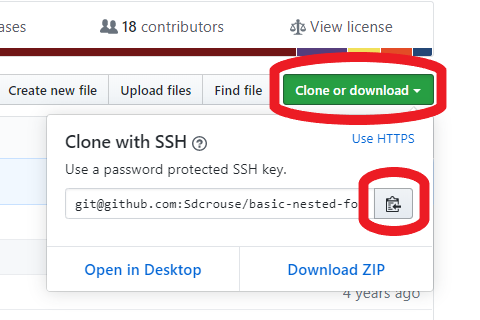 ases 18 contributors View license
Create new file Upload files Find file Clone or download
Clone with SSH ? Use HTTPS
Use a password protected SSH key.
git@github.com:Sdcrouse/basic-nested-fo
Open in Desktop Download ZIP
4 years ago